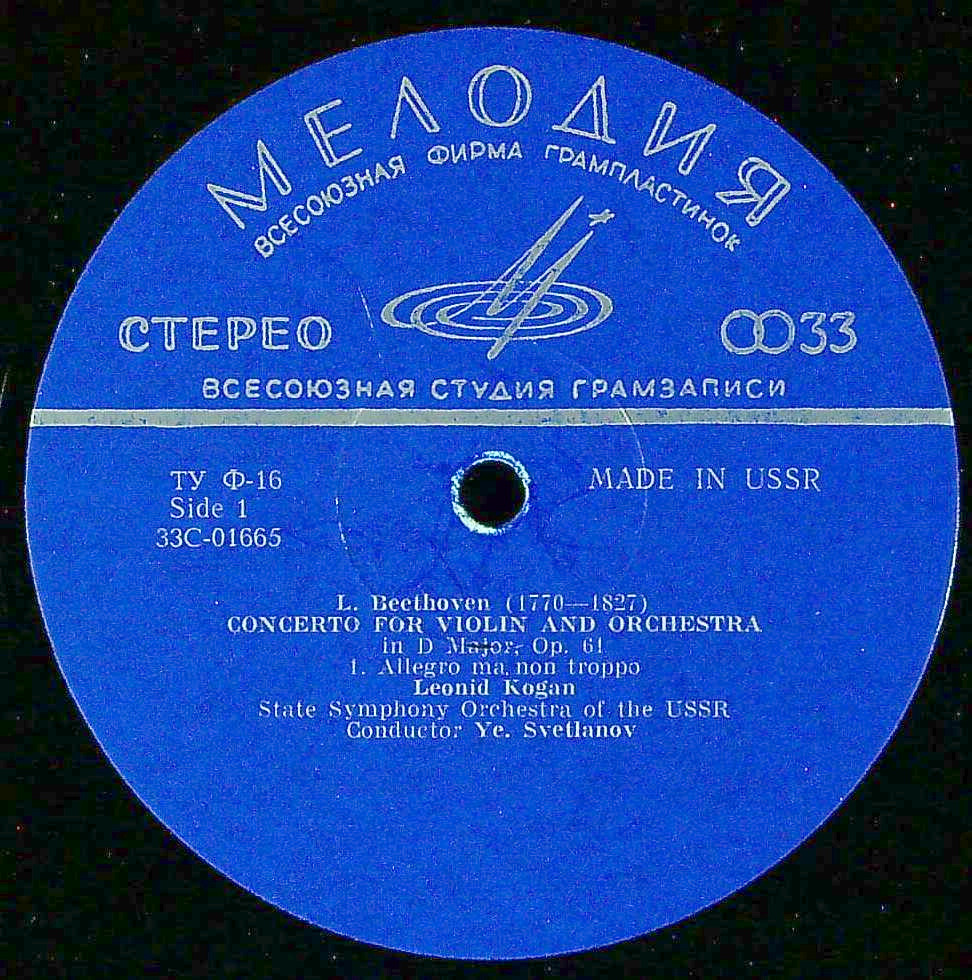 МЕЛОДИЯ
ВСЕСОЮЗНАЯ ФИРМА ГРАМПЛАСТИНОК
СТЕРЕО
33
ВСЕСОЮЗНАЯ СТУДИЯ ГРАМЗАПИСИ
ТУ Ф-16
MADE IN USSR
Side 1
33С-01665
L. Beethoven (1770—1827)
CONCERTO FOR VIOLIN AND ORCHESTRA
in D Major, Op. 61
1. Allegro ma non troppo
Leonid Kogan
State Symphony Orchestra of the USSR
Conductor Ye. Svetlanov